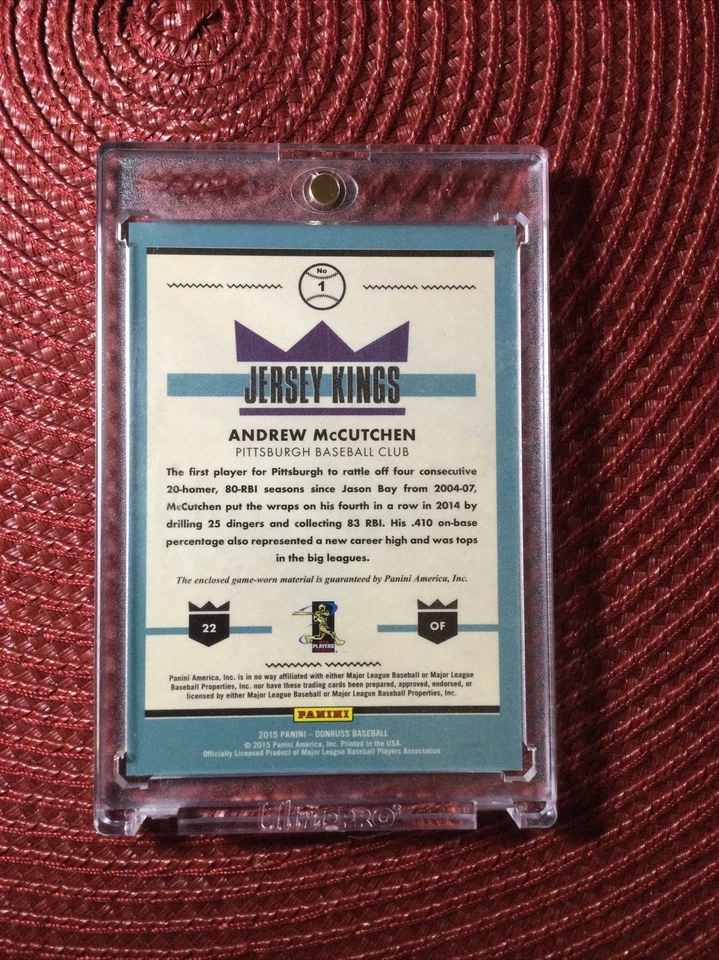 No
1
JERSEY KINGS
ANDREW McCUTCHEN
PITTSBURGH BASEBALL CLUB
The first player for Pittsburgh to rattle off four consecutive
20-homer, 80-RBI seasons since Jason Bay from 2004-07,
McCutchen put the wraps on his fourth in a row in 2014 by
drilling 25 dingers and collecting 83 RBI. His .410 on-base
percentage also represented a new career high and was tops
in the big leagues.
The enclosed game-worn material is guaranteed by Panini America, Inc.
22
PLAYERS
OF
Panini America, Inc. is in no way affiliated with either Major League Baseball or Major League
Baseball Properties, Inc. nor have these trading cards been prepared, approved, endorsed, or
licensed by either Major League Baseball or Major League Baseball Properties, Inc.
PANINI
2015 PANINI – DONRUSS BASEBALL
© 2015 Panini America, Inc. Printed in the USA.
Officially Licensed Product of Major League Baseball Players Association
Ultra PRO